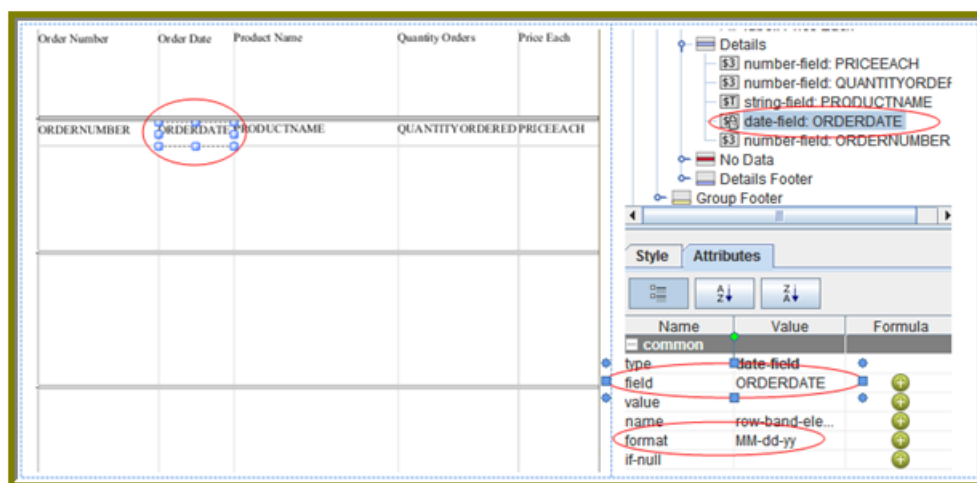 Order Number Order Date Product Name Quantity Orders Price Each
ORDERNUMBER ORDERDATE PRODUCTNAME QUANTITYORDERED PRICEEACH
Details
number-field: PRICEEACH
number-field: QUANTITYORDEF
string-field: PRODUCTNAME
date-field: ORDERDATE
number-field: ORDERNUMBER
No Data
Details Footer
Group Footer
Style Attributes
Name Value Formula
common
type date-field
field ORDERDATE
value
name row-band-ele...
format MM-dd-yy
if-null